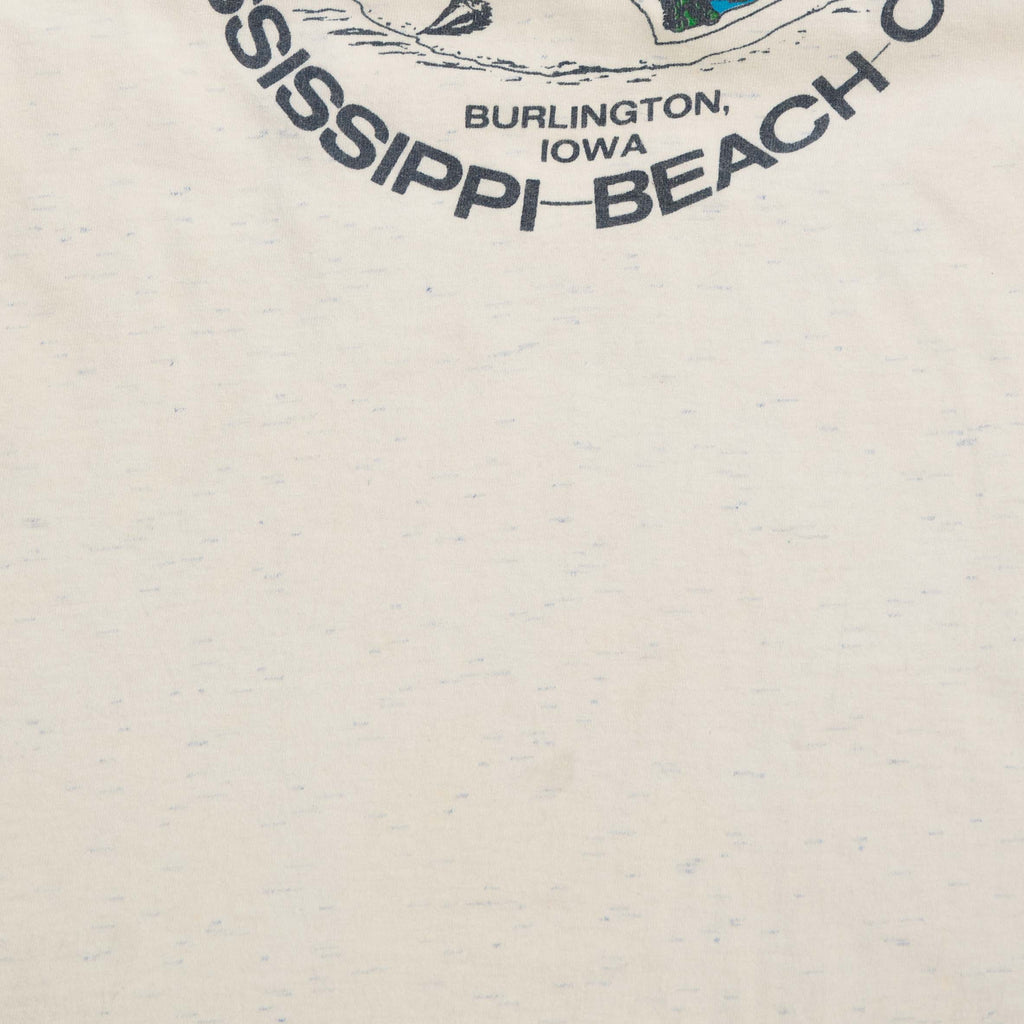 BURLINGTON,
IOWA
SSISSIPPI—BEACH—